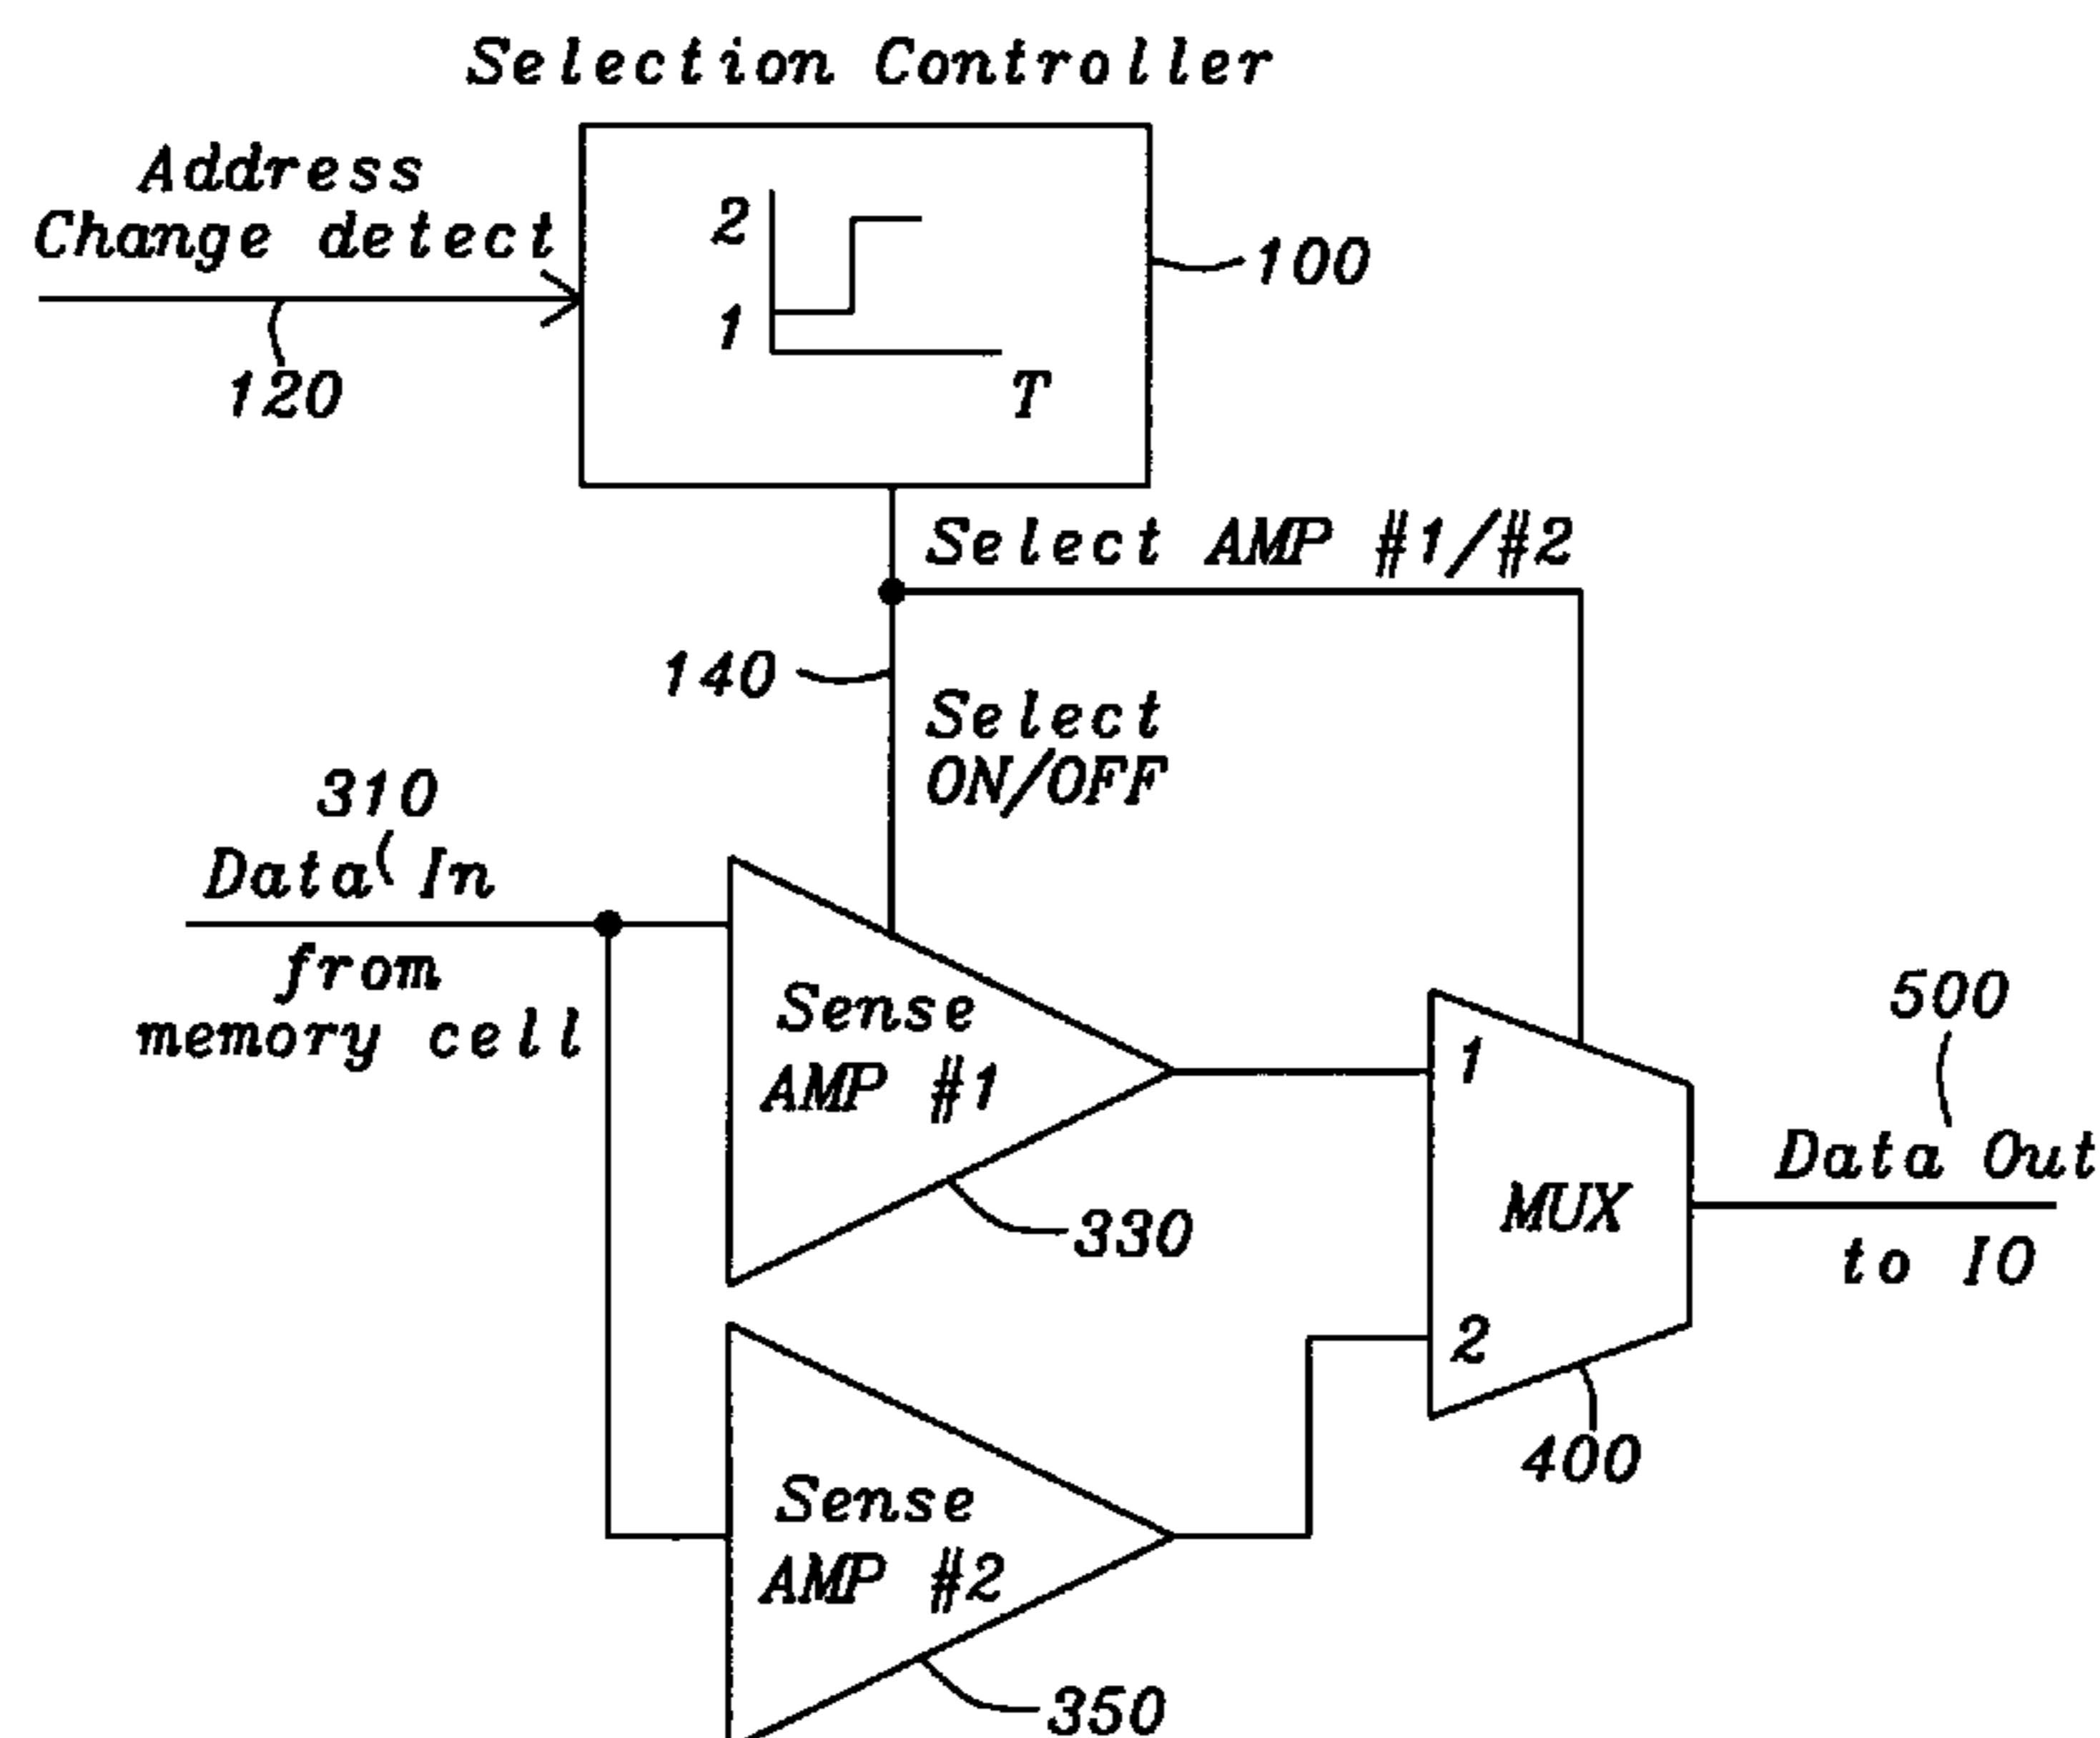 Selection Controller
Address
Change detect
2
1
T
100
120
Select AMP #1/#2
140
Select
ON/OFF
310
Data In
from
memory cell
Sense
AMP #1
330
1
MUX
2
400
500
Data Out
to IO
Sense
AMP #2
350